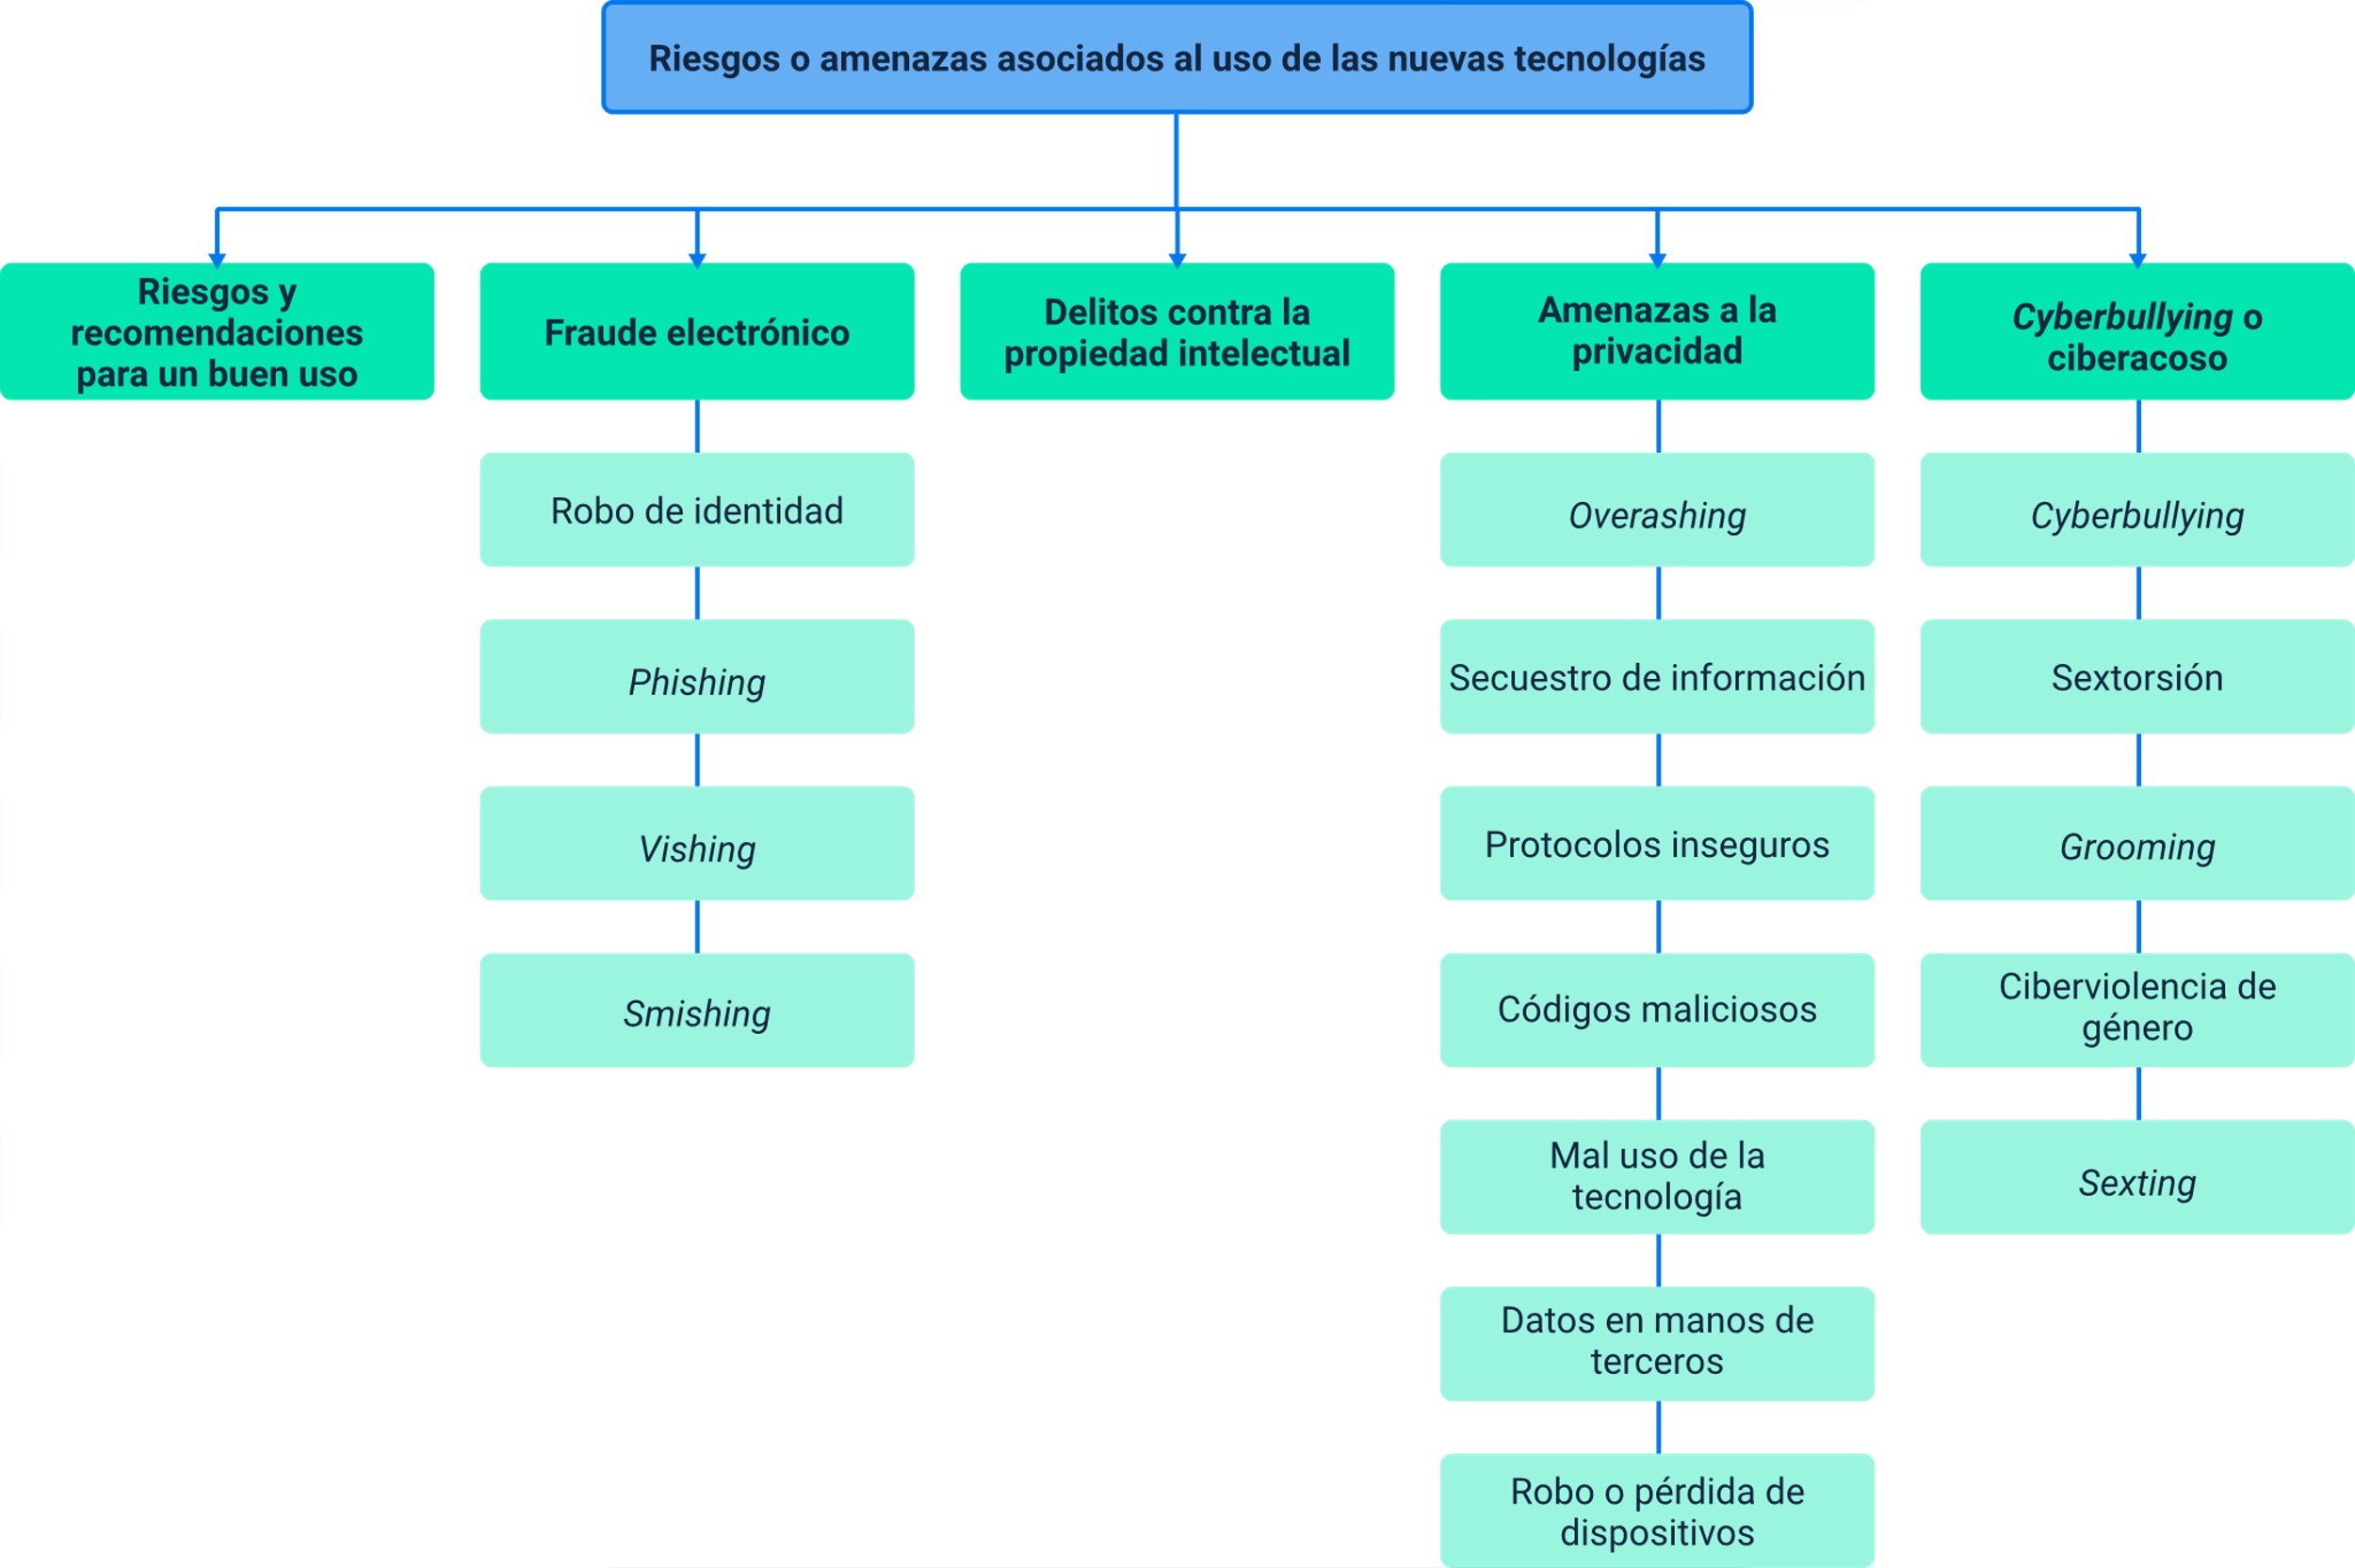 Riesgos o amenazas asociados al uso de las nuevas tecnologías
Riesgos y
recomendaciones
para un buen uso
Fraude electrónico
Robo de identidad
Phishing
Vishing
Smishing
Delitos contra la
propiedad intelectual
Amenazas a la
privacidad
Overashing
Secuestro de información
Protocolos inseguros
Códigos maliciosos
Mal uso de la
tecnología
Datos en manos de
terceros
Robo o pérdida de
dispositivos
Cyberbullying o
ciberacoso
Cyberbullying
Sextorsión
Grooming
Ciberviolencia de
género
Sexting